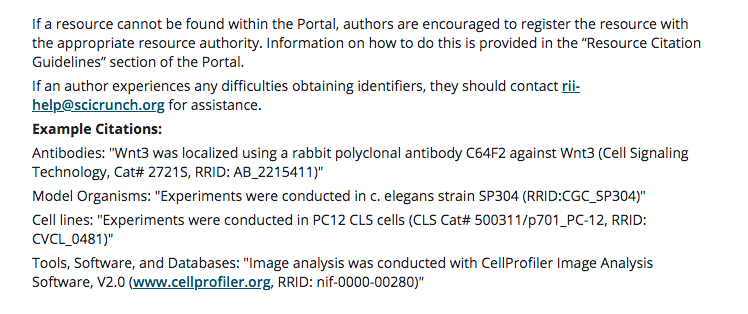 If a resource cannot be found within the Portal, authors are encouraged to register the resource with
the appropriate resource authority. Information on how to do this is provided in the “Resource Citation
Guidelines” section of the Portal.
If an author experiences any difficulties obtaining identifiers, they should contact rii-
help@scicrunch.org for assistance.
Example Citations:
Antibodies: "Wnt3 was localized using a rabbit polyclonal antibody C64F2 against Wnt3 (Cell Signaling
Technology, Cat# 2721S, RRID: AB_2215411)"
Model Organisms: "Experiments were conducted in c. elegans strain SP304 (RRID:CGC_SP304)"
Cell lines: "Experiments were conducted in PC12 CLS cells (CLS Cat# 500311/p701_PC-12, RRID:
CVCL_0481)"
Tools, Software, and Databases: "Image analysis was conducted with CellProfiler Image Analysis
Software, V2.0 (www.cellprofiler.org, RRID: nif-0000-00280)"